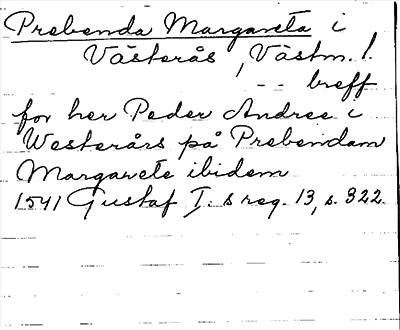 Prebenda Margareta i
Västerås, Västm. l.
- - breff
for her Peder Andree i
Westerårs på Prebendam
Margarete ibidem
1541 Gustaf I. s reg. 13, s. 322.